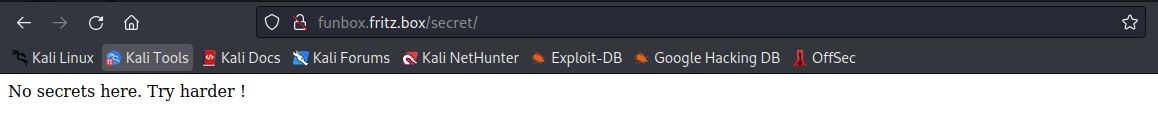 funbox.fritz.box/secret/
Kali Linux Kali Tools Kali Docs Kali Forums Kali NetHunter Exploit-DB Google Hacking DB OffSec
No secrets here. Try harder !